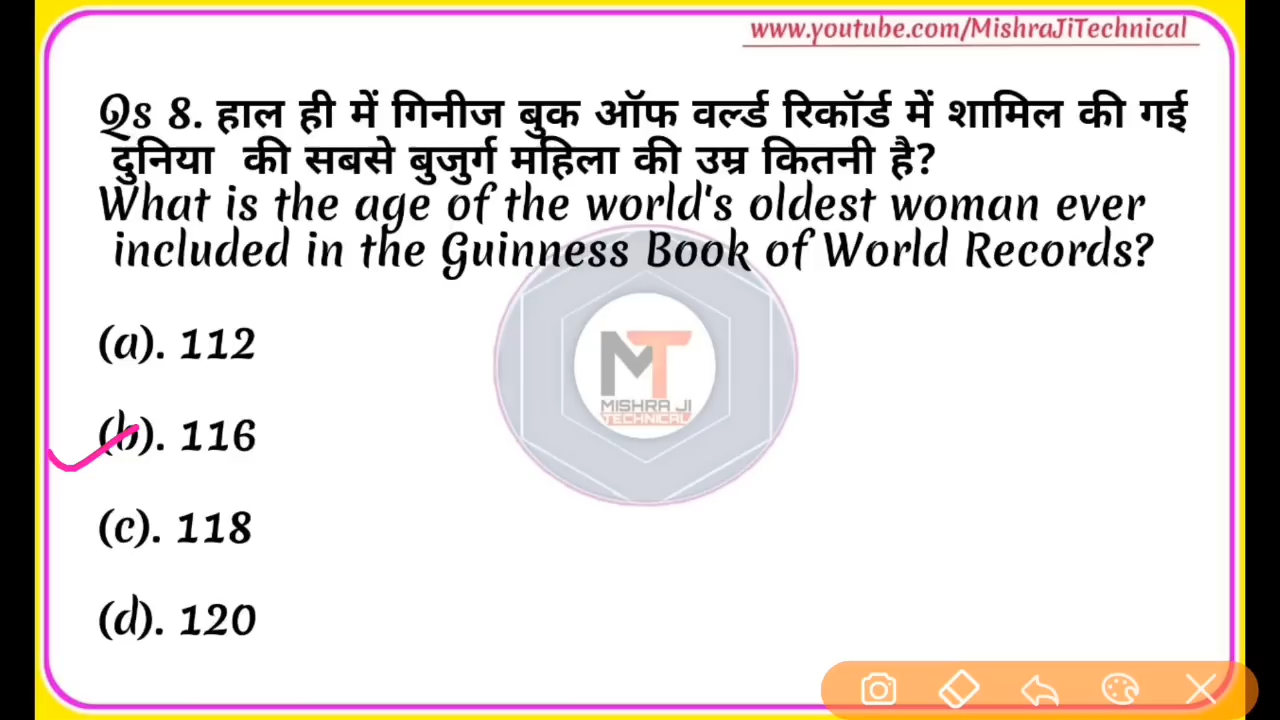 www.youtube.com/MishraJiTechnical
Qs 8. हाल ही में गिनीज बुक ऑफ वर्ल्ड रिकॉर्ड में शामिल की गई
दुनिया की सबसे बुजुर्ग महिला की उम्र कितनी है?
What is the age of the world's oldest woman ever
included in the Guinness Book of World Records?
MT
MISHRA JI
TECHNICAL
(a). 112
(b). 116
(c). 118
(d). 120